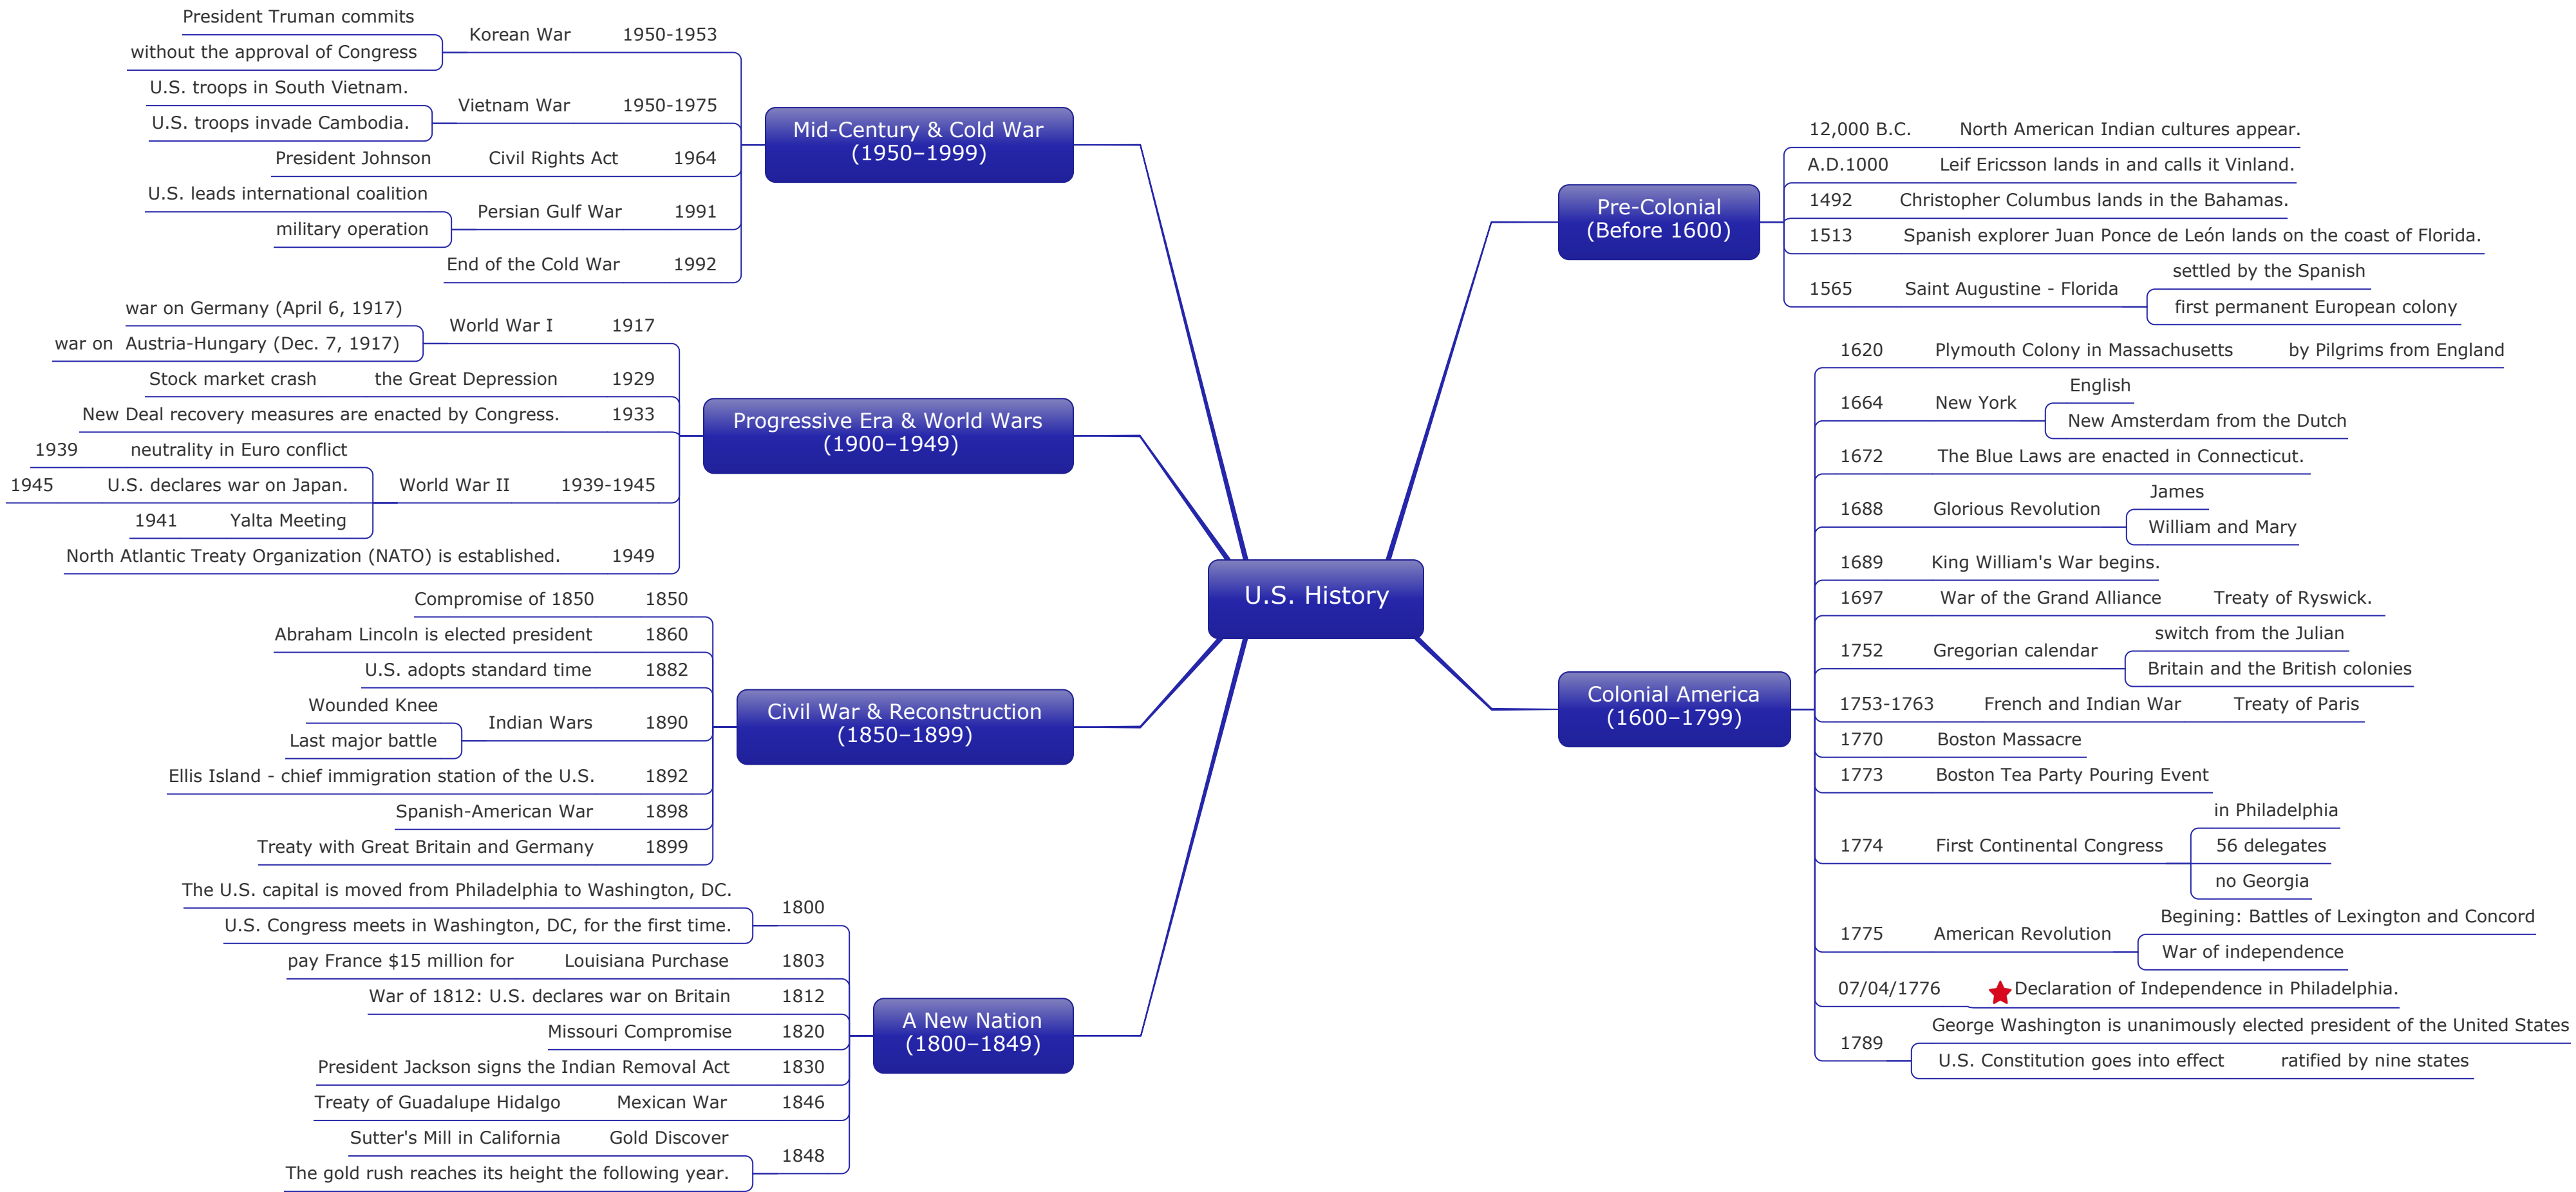 U.S. History
Pre-Colonial
(Before 1600)
12,000 B.C. North American Indian cultures appear.
A.D.1000 Leif Ericsson lands in and calls it Vinland.
1492 Christopher Columbus lands in the Bahamas.
1513 Spanish explorer Juan Ponce de León lands on the coast of Florida.
1565 Saint Augustine - Florida
settled by the Spanish
first permanent European colony
Colonial America
(1600–1799)
1620 Plymouth Colony in Massachusetts by Pilgrims from England
1664 New York
English
New Amsterdam from the Dutch
1672 The Blue Laws are enacted in Connecticut.
1688 Glorious Revolution
James
William and Mary
1689 King William's War begins.
1697 War of the Grand Alliance Treaty of Ryswick.
1752 Gregorian calendar
switch from the Julian
Britain and the British colonies
1753-1763 French and Indian War Treaty of Paris
1770 Boston Massacre
1773 Boston Tea Party Pouring Event
1774 First Continental Congress
in Philadelphia
56 delegates
no Georgia
1775 American Revolution
Begining: Battles of Lexington and Concord
War of independence
07/04/1776 Declaration of Independence in Philadelphia.
1789
George Washington is unanimously elected president of the United States
U.S. Constitution goes into effect ratified by nine states
Mid-Century & Cold War
(1950–1999)
President Truman commits
without the approval of Congress
Korean War 1950-1953
U.S. troops in South Vietnam.
U.S. troops invade Cambodia.
Vietnam War 1950-1975
President Johnson Civil Rights Act 1964
U.S. leads international coalition
military operation
Persian Gulf War 1991
End of the Cold War 1992
Progressive Era & World Wars
(1900–1949)
war on Germany (April 6, 1917)
war on Austria-Hungary (Dec. 7, 1917)
World War I 1917
Stock market crash the Great Depression 1929
New Deal recovery measures are enacted by Congress. 1933
1939 neutrality in Euro conflict
1945 U.S. declares war on Japan.
1941 Yalta Meeting
World War II 1939-1945
North Atlantic Treaty Organization (NATO) is established. 1949
Civil War & Reconstruction
(1850–1899)
Compromise of 1850 1850
Abraham Lincoln is elected president 1860
U.S. adopts standard time 1882
Wounded Knee
Last major battle
Indian Wars 1890
Ellis Island - chief immigration station of the U.S. 1892
Spanish-American War 1898
Treaty with Great Britain and Germany 1899
A New Nation
(1800–1849)
The U.S. capital is moved from Philadelphia to Washington, DC.
U.S. Congress meets in Washington, DC, for the first time.
1800
pay France $15 million for Louisiana Purchase 1803
War of 1812: U.S. declares war on Britain 1812
Missouri Compromise 1820
President Jackson signs the Indian Removal Act 1830
Treaty of Guadalupe Hidalgo Mexican War 1846
Sutter's Mill in California Gold Discover
The gold rush reaches its height the following year.
1848